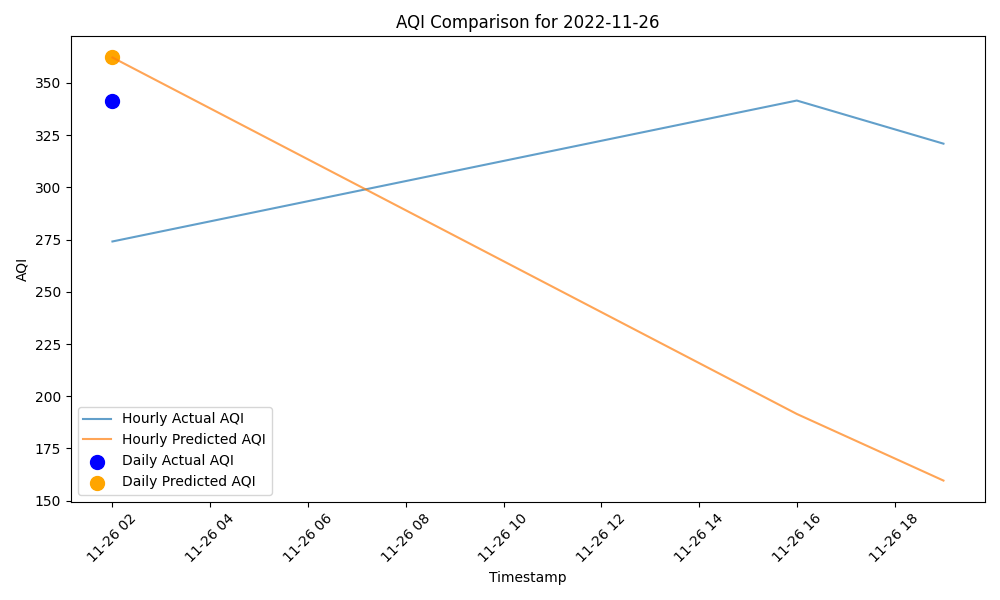 AQI Comparison for 2022-11-26
AQI
350
325
300
275
250
225
200
175
150
Hourly Actual AQI
Hourly Predicted AQI
Daily Actual AQI
Daily Predicted AQI
11-26 02
11-26 04
11-26 06
11-26 08
11-26 10
11-26 12
11-26 14
11-26 16
11-26 18
Timestamp